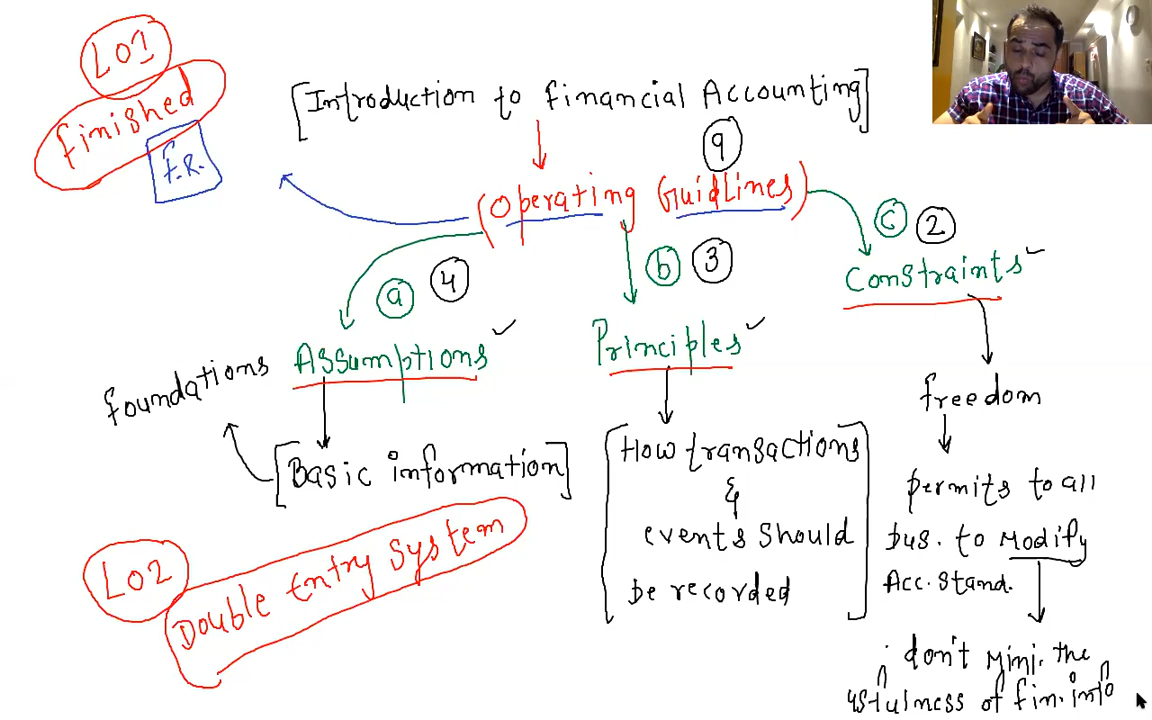 LO1
finished
f.R.
[Introduction to financial Accounting]
9
(Operating Guidlines)
a 4
b 3
c 2
Assumptions
Principles
Constraints
foundations
[Basic information]
[How transactions
&
events should
be recorded]
freedom
permits to all
bus. to Modify
Acc. Stand.
don't Mini. the
usfulness of fin. info
LO2
Double Entry System